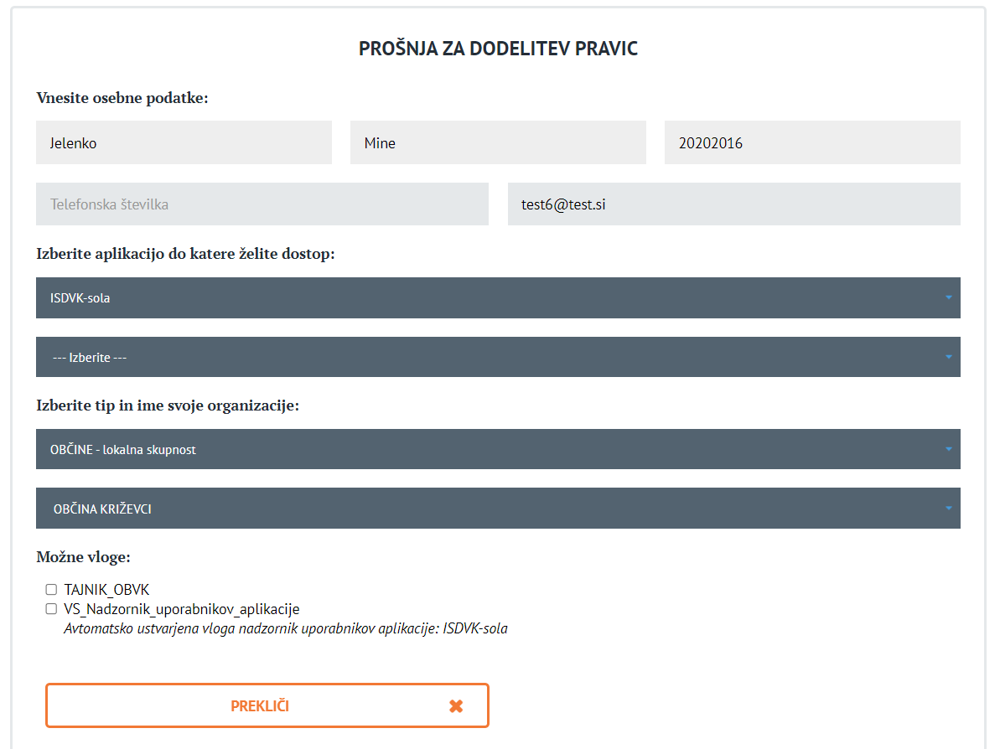 PROŠNJA ZA DODELITEV PRAVIC
Vnesite osebne podatke:
Jelenko Mine 20202016
Telefonska številka test6@test.si
Izberite aplikacijo do katere želite dostop:
ISDVK-sola
--- Izberite ---
Izberite tip in ime svoje organizacije:
OBČINE - lokalna skupnost
OBČINA KRIŽEVCI
Možne vloge:
TAJNIK_OBVK
VS_Nadzornik_uporabnikov_aplikacije
Avtomatsko ustvarjena vloga nadzornik uporabnikov aplikacije: ISDVK-sola
PREKLIČI